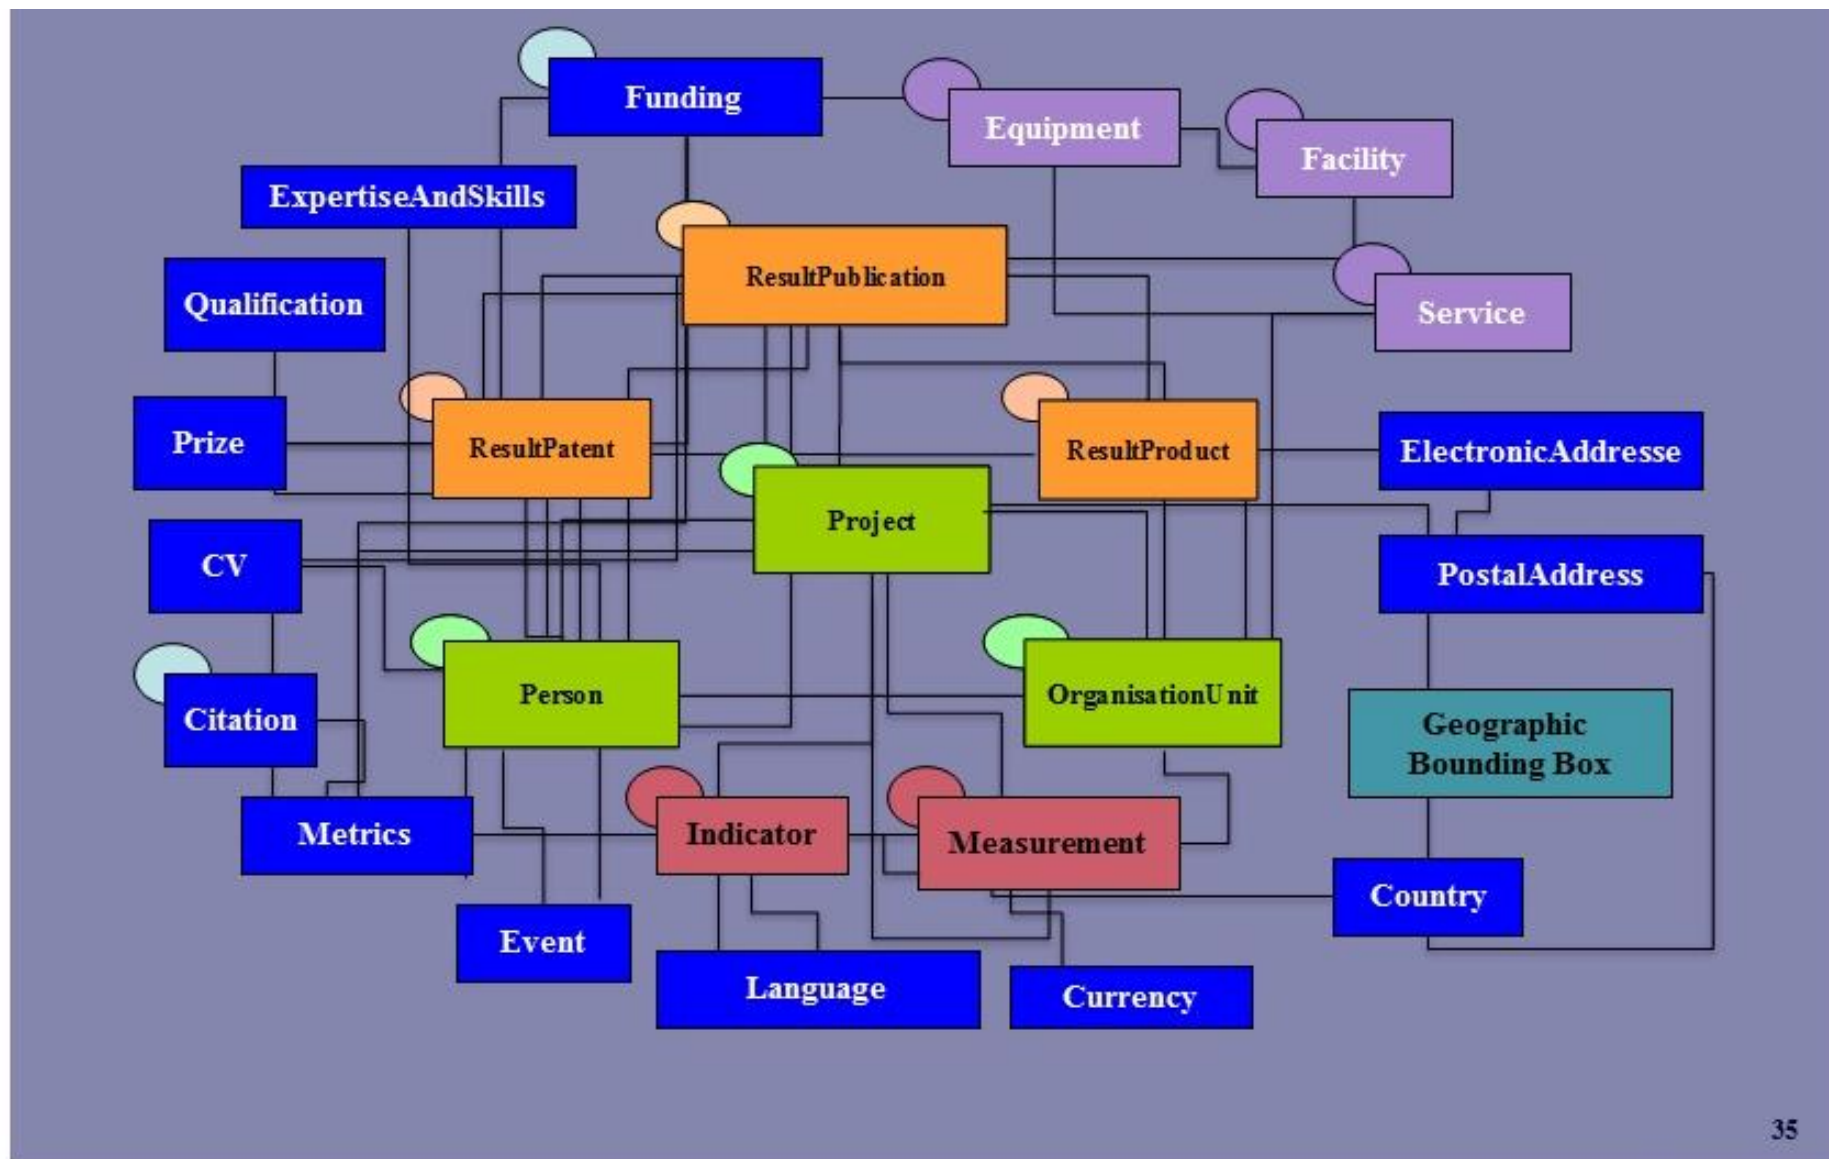 Funding
Equipment
Facility
ExpertiseAndSkills
ResultPublication
Qualification
Service
Prize
ResultPatent
ResultProduct
ElectronicAddresse
Project
CV
PostalAddress
Person
OrganisationUnit
Citation
Geographic
Bounding Box
Metrics
Indicator
Measurement
Country
Event
Language
Currency
35